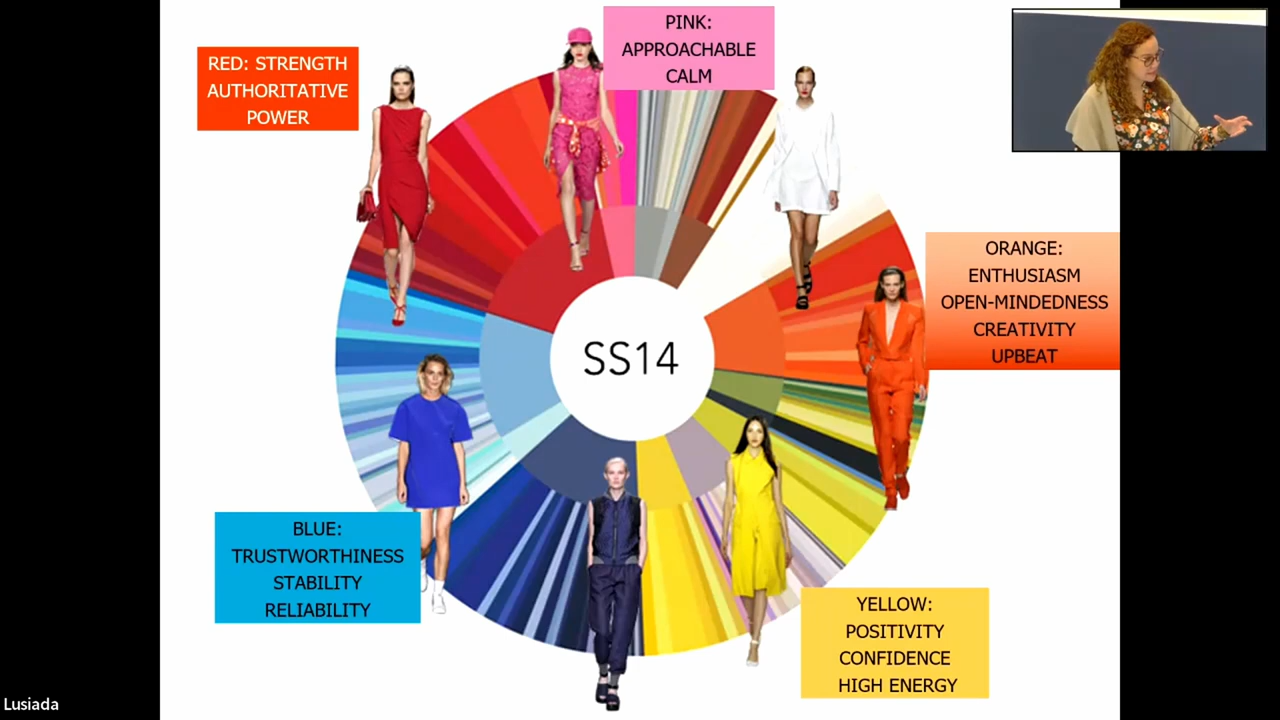 PINK:
APPROACHABLE
CALM
RED: STRENGTH
AUTHORITATIVE
POWER
ORANGE:
ENTHUSIASM
OPEN-MINDEDNESS
CREATIVITY
UPBEAT
SS14
BLUE:
TRUSTWORTHINESS
STABILITY
RELIABILITY
YELLOW:
POSITIVITY
CONFIDENCE
HIGH ENERGY
Lusiada